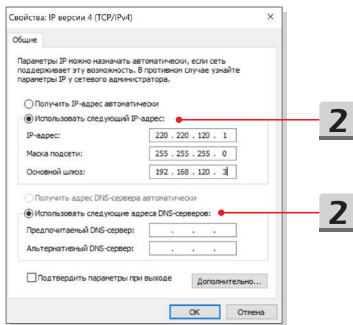 Свойства: IP версии 4 (TCP/IPv4)
Общие
Параметры IP можно назначать автоматически, если сеть
поддерживает эту возможность. В противном случае узнайте
параметры IP у сетевого администратора.
Получить IP-адрес автоматически
Использовать следующий IP-адрес:
2
IP-адрес: 220 . 220 . 120 . 1
Маска подсети: 255 . 255 . 255 . 0
Основной шлюз: 192 . 168 . 120 . 3
Получить адрес DNS-сервера автоматически
Использовать следующие адреса DNS-серверов:
2
Предпочитаемый DNS-сервер: . . .
Альтернативный DNS-сервер: . . .
Подтвердить параметры при выходе
Дополнительно...
OK Отмена